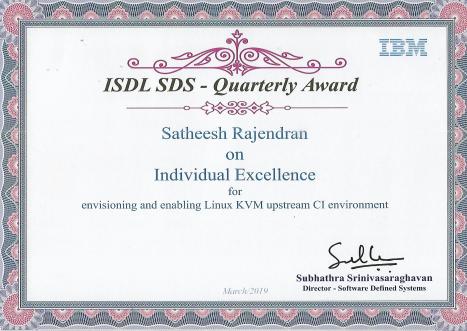 IBM
ISDL SDS - Quarterly Award
Satheesh Rajendran
on
Individual Excellence
for
envisioning and enabling Linux KVM upstream CI environment
Subhathra Srinivasaraghavan
Director - Software Defined Systems
March/2019